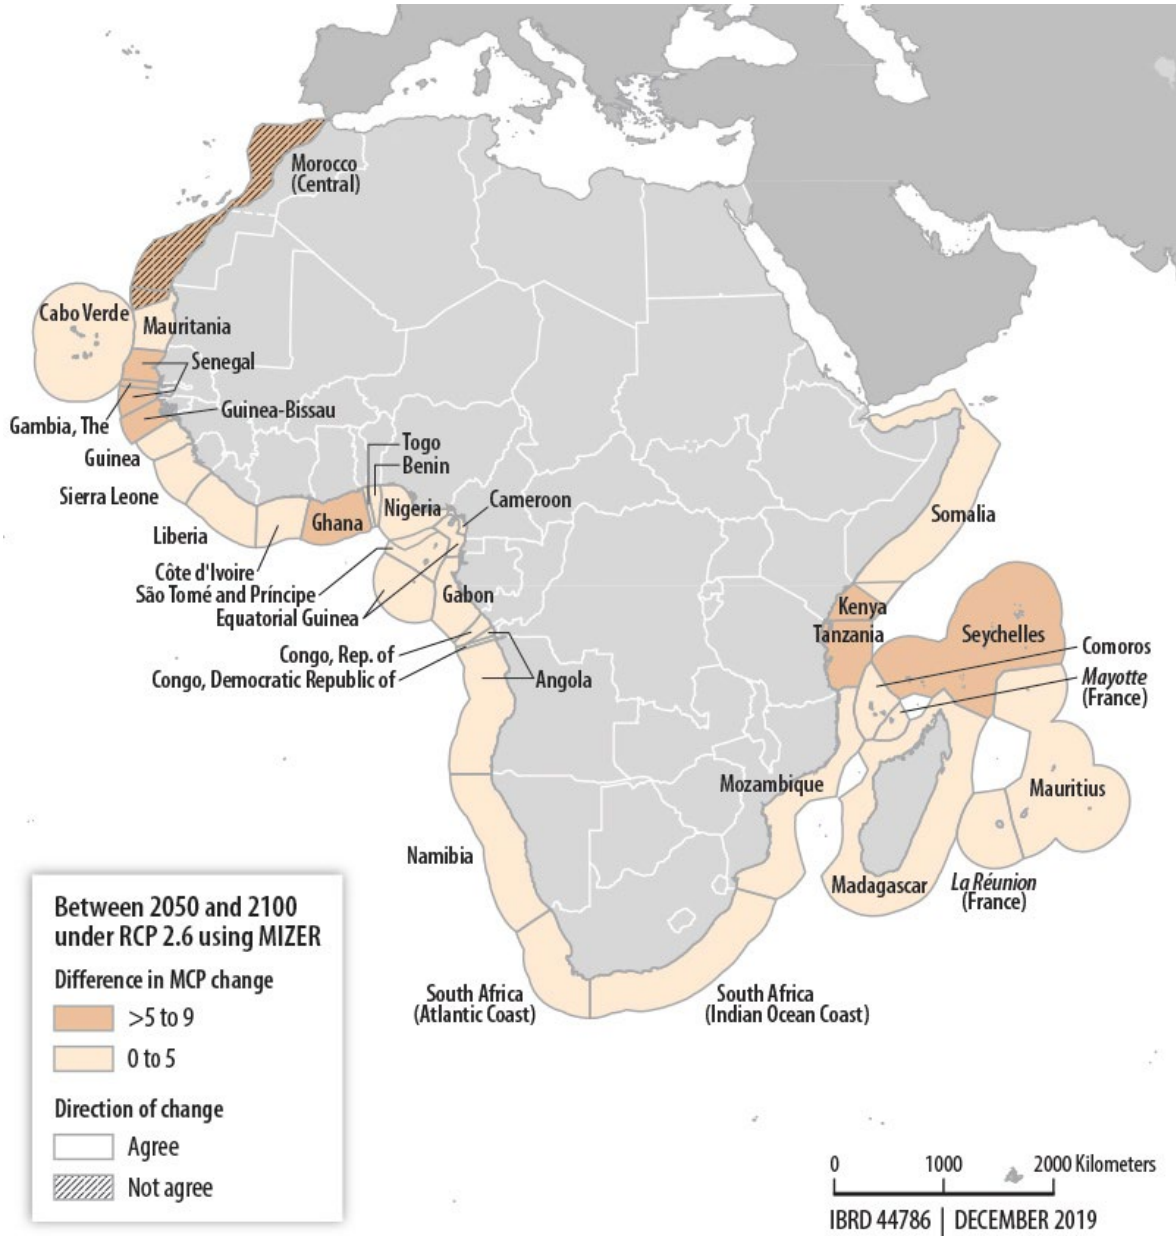 Morocco
(Central)
Cabo Verde
Mauritania
Senegal
Gambia, The
Guinea-Bissau
Guinea
Togo
Benin
Sierra Leone
Nigeria
Cameroon
Ghana
Liberia
Somalia
Côte d'Ivoire
São Tomé and Príncipe
Equatorial Guinea
Gabon
Kenya
Tanzania
Seychelles
Comoros
Congo, Rep. of
Congo, Democratic Republic of
Angola
Mayotte
(France)
Mozambique
Mauritius
Namibia
Madagascar
La Réunion
(France)
South Africa
(Atlantic Coast)
South Africa
(Indian Ocean Coast)
Between 2050 and 2100
under RCP 2.6 using MIZER
Difference in MCP change
>5 to 9
0 to 5
Direction of change
Agree
Not agree
0 1000 2000 Kilometers
IBRD 44786 | DECEMBER 2019